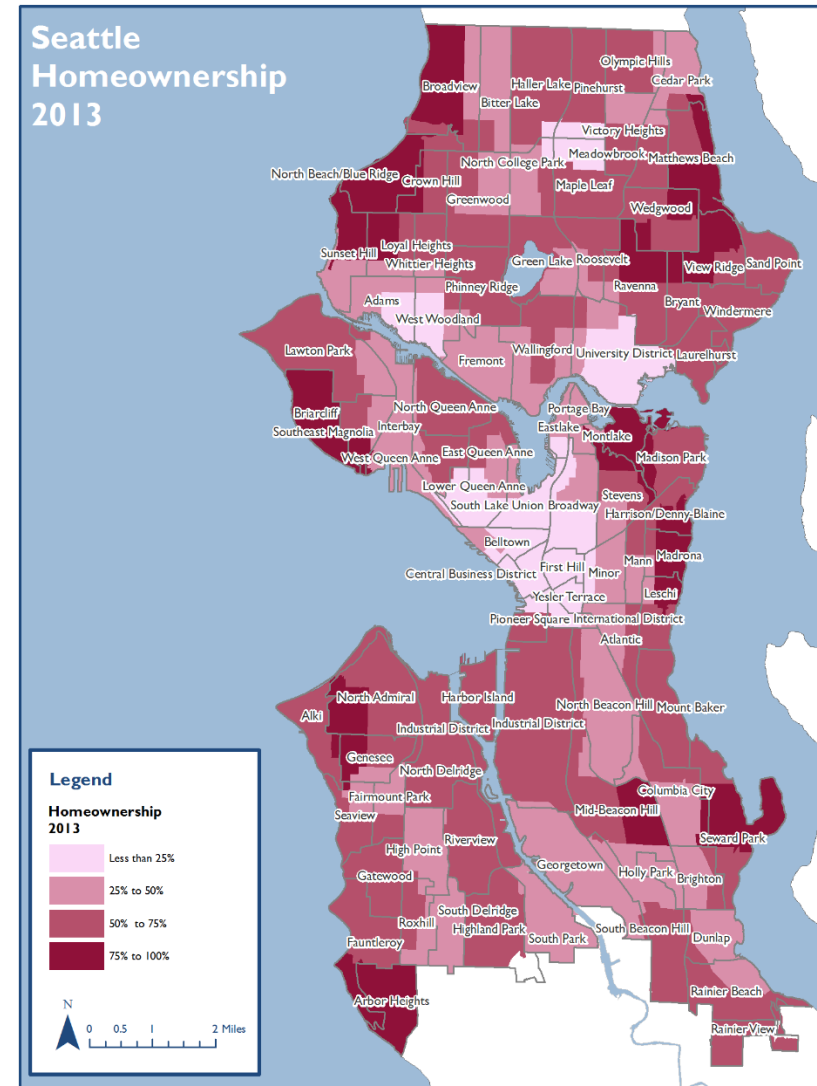 Seattle
Homeownership
2013
Olympic Hills
Cedar Park
Broadview
Haller Lake
Pinehurst
Bitter Lake
Victory Heights
Meadowbrook
Matthews Beach
North College Park
North Beach/Blue Ridge
Crown Hill
Maple Leaf
Greenwood
Wedgwood
Loyal Heights
Sunset Hill
Whittier Heights
Green Lake
Roosevelt
View Ridge
Sand Point
Phinney Ridge
Ravenna
Adams
Bryant
Windermere
West Woodland
Lawton Park
Fremont
Wallingford
University District
Laurelhurst
North Queen Anne
Portage Bay
Briarcliff
Eastlake
Interbay
Southeast Magnolia
Montlake
East Queen Anne
West Queen Anne
Madison Park
Lower Queen Anne
Stevens
South Lake Union
Broadway
Harrison/Denny-Blaine
Belltown
Madrona
Mann
First Hill
Central Business District
Minor
Leschi
Yesler Terrace
Pioneer Square
International District
Atlantic
North Admiral
Harbor Island
North Beacon Hill
Mount Baker
Alki
Industrial District
Industrial District
Genesee
North Delridge
Columbia City
Fairmount Park
Mid-Beacon Hill
Seaview
Seward Park
Riverview
High Point
Georgetown
Gatewood
Holly Park
Brighton
South Delridge
Roxhill
Highland Park
South Beacon Hill
Fauntleroy
South Park
Dunlap
Rainier Beach
Arbor Heights
Rainier View
Legend
Homeownership
2013
Less than 25%
25% to 50%
50% to 75%
75% to 100%
N
0 0.5 1 2 Miles